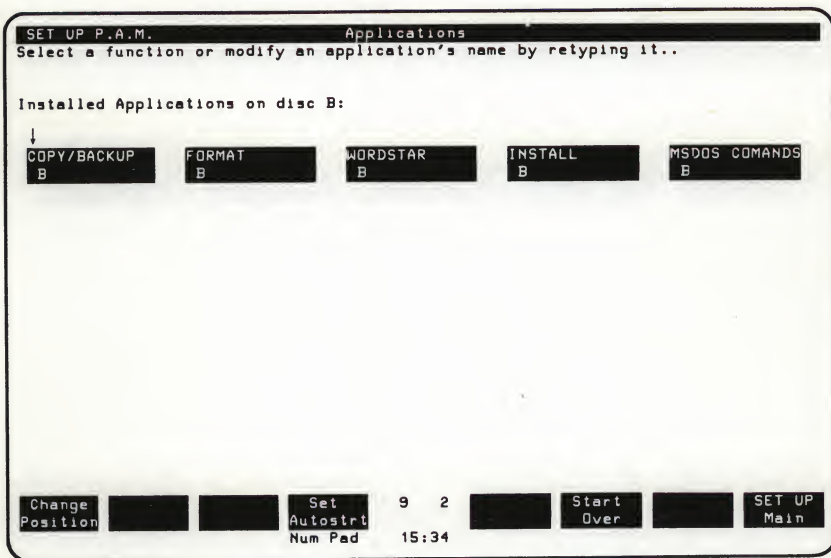 SET UP P.A.M. Applications
Select a function or modify an application's name by retyping it..
Installed Applications on disc B:
↓
COPY/BACKUP FORMAT WORDSTAR INSTALL MSDOS COMANDS
B B B B B
Change Set 9 2 Start SET UP
Position Autostrt Over Main
Num Pad 15:34